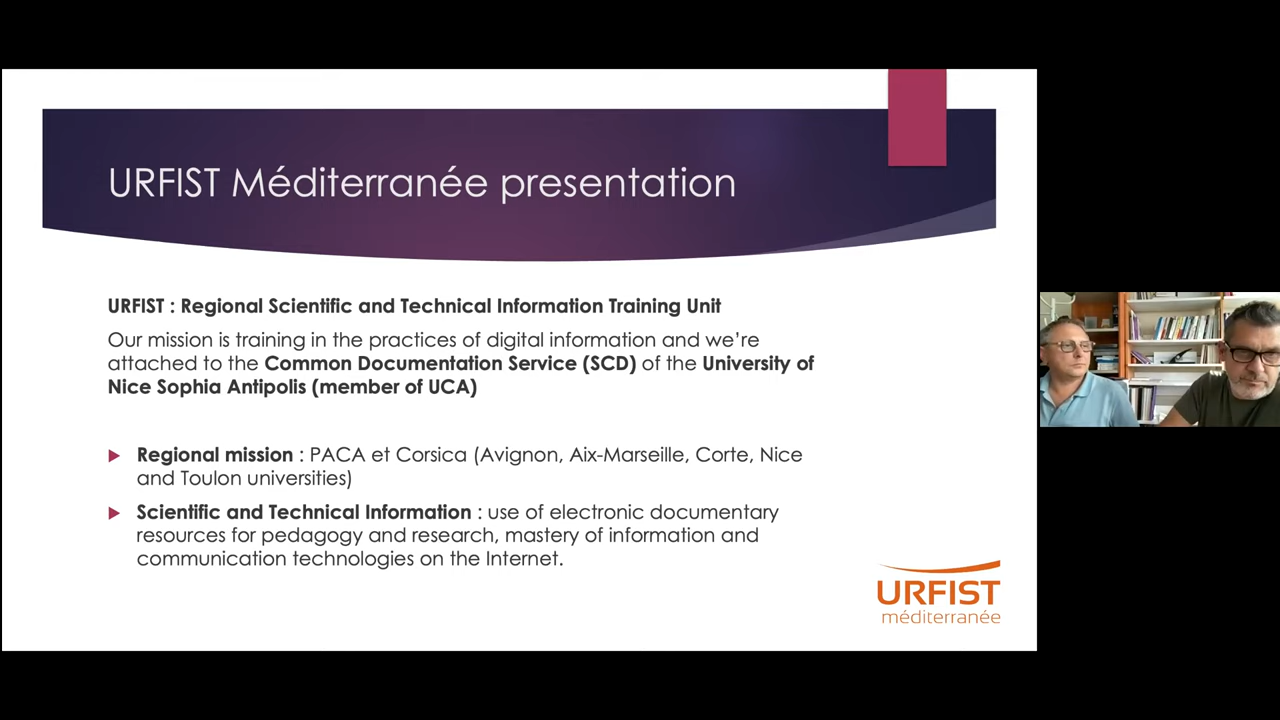 URFIST Méditerranée presentation
URFIST : Regional Scientific and Technical Information Training Unit
Our mission is training in the practices of digital information and we’re
attached to the Common Documentation Service (SCD) of the University of
Nice Sophia Antipolis (member of UCA)
Regional mission : PACA et Corsica (Avignon, Aix-Marseille, Corte, Nice
and Toulon universities)
Scientific and Technical Information : use of electronic documentary
resources for pedagogy and research, mastery of information and
communication technologies on the Internet.
URFIST
méditerranée